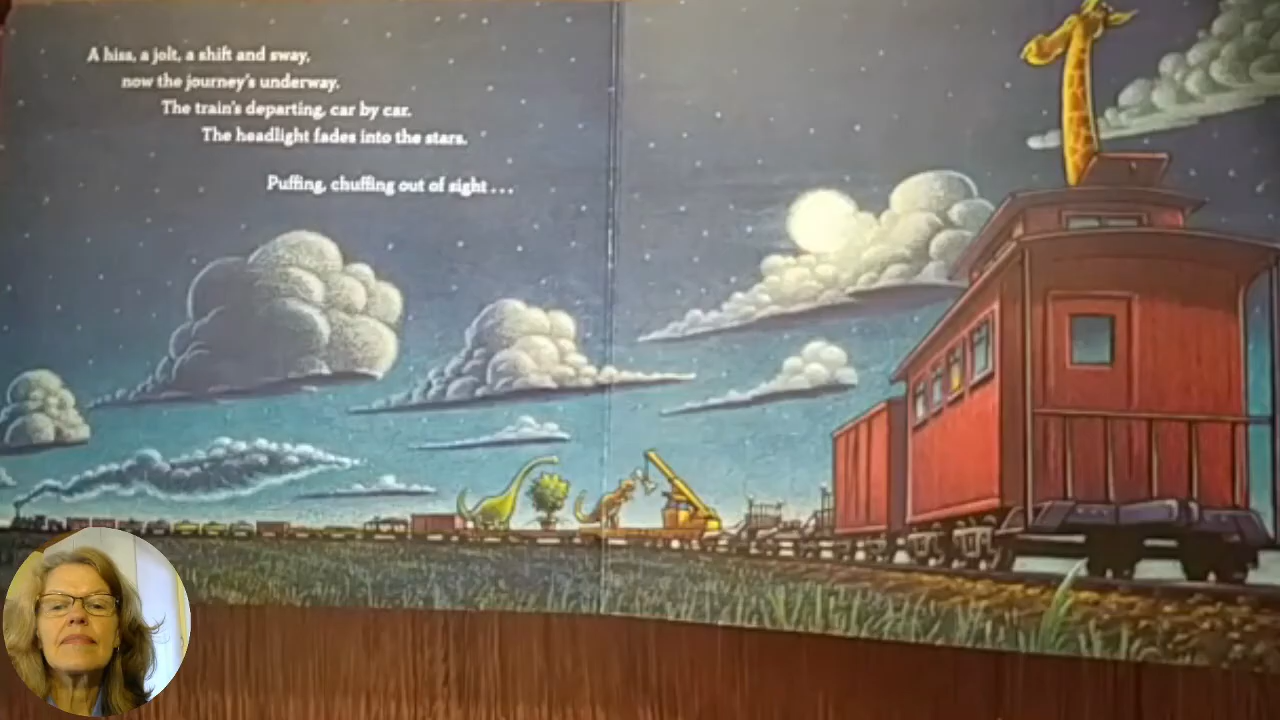 A hiss, a jolt, a shift and sway,
now the journey's underway.
The train's departing, car by car.
The headlight fades into the stars.
Puffing, chuffing out of sight . . .